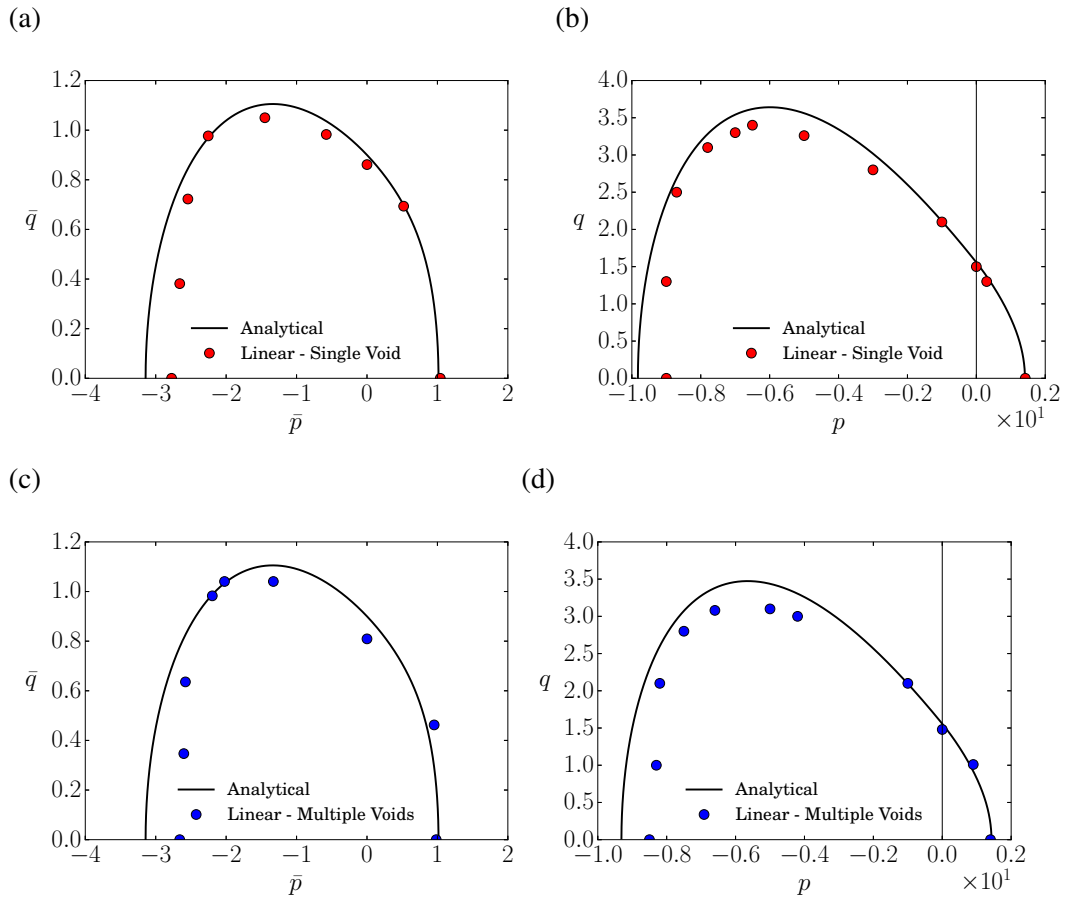 (a)
1.2
1.0
0.8
0.6
0.4
0.2
0.0
q̄
Analytical
Linear - Single Void
−4 −3 −2 −1 0 1 2
p̄
(b)
4.0
3.5
3.0
2.5
2.0
1.5
1.0
0.5
0.0
q
Analytical
Linear - Single Void
−1.0 −0.8 −0.6 −0.4 −0.2 0.0 0.2
×10¹
p
(c)
1.2
1.0
0.8
0.6
0.4
0.2
0.0
q̄
Analytical
Linear - Multiple Voids
−4 −3 −2 −1 0 1 2
p̄
(d)
4.0
3.5
3.0
2.5
2.0
1.5
1.0
0.5
0.0
q
Analytical
Linear - Multiple Voids
−1.0 −0.8 −0.6 −0.4 −0.2 0.0 0.2
×10¹
p